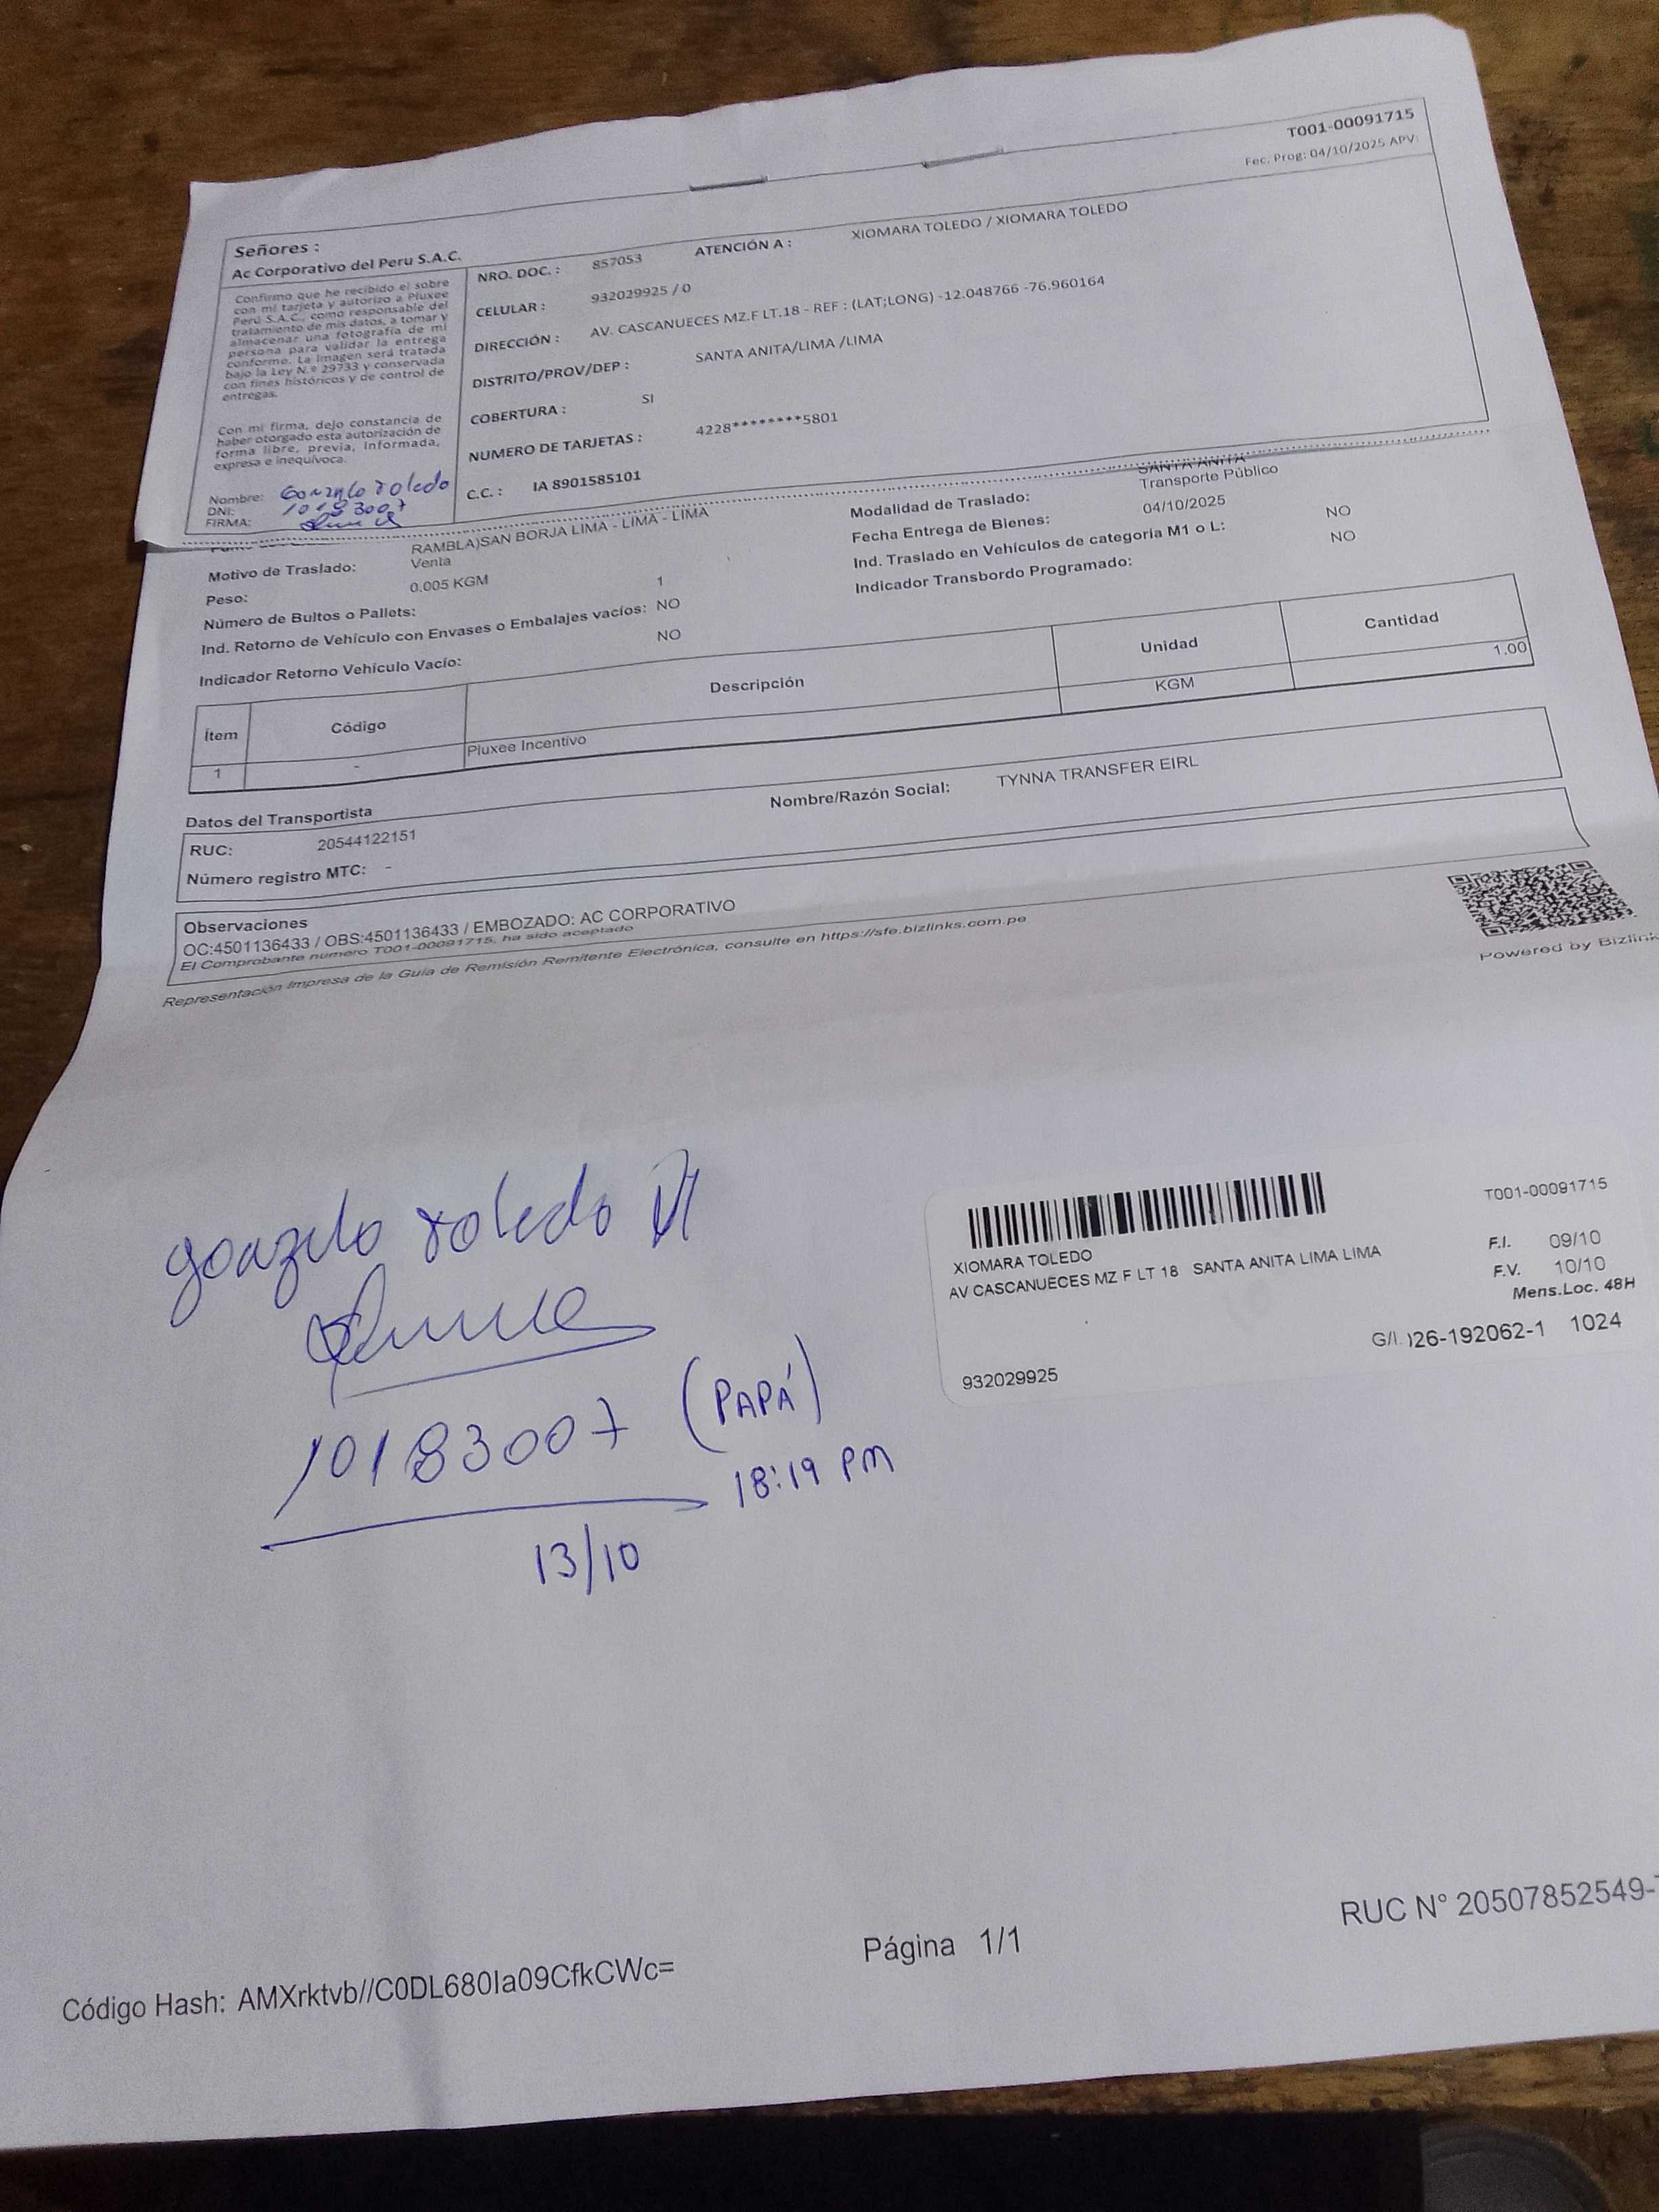 T001-00091715
Fec. Prog: 04/10/2025 APV:
Señores :
Ac Corporativo del Peru S.A.C.
Confirmo que he recibido el sobre
con mi tarjeta y autorizo a Pluxee
Perú S.A.C., como responsable del
tratamiento de mis datos, a tomar y
almacenar una fotografía de mi
persona para validar la entrega
conforme. La imagen será tratada
bajo la Ley N.º 29733 y conservada
con fines históricos y de control de
entregas.
Con mi firma, dejo constancia de
haber otorgado esta autorización de
forma libre, previa, informada,
expresa e inequívoca.
Nombre: Gonzalo Toledo
DNI: 10183007
FIRMA:
NRO. DOC. : 857053 ATENCIÓN A : XIOMARA TOLEDO / XIOMARA TOLEDO
CELULAR : 932029925 / 0
DIRECCIÓN : AV. CASCANUECES MZ.F LT.18 - REF : (LAT;LONG) -12.048766 -76.960164
DISTRITO/PROV/DEP : SANTA ANITA/LIMA /LIMA
COBERTURA : SI
NUMERO DE TARJETAS : 4228********5801
C.C. : IA 8901585101
SANTA ANITA
RAMBLA)SAN BORJA LIMA - LIMA - LIMA
Motivo de Traslado: Venta
Peso: 0.005 KGM
Número de Bultos o Pallets: 1
Ind. Retorno de Vehículo con Envases o Embalajes vacíos: NO
Indicador Retorno Vehículo Vacío: NO
Modalidad de Traslado: Transporte Público
Fecha Entrega de Bienes: 04/10/2025
Ind. Traslado en Vehículos de categoría M1 o L: NO
Indicador Transbordo Programado: NO
Ítem Código Descripción Unidad Cantidad
1 - Pluxee Incentivo KGM 1.00
Datos del Transportista
RUC: 20544122151 Nombre/Razón Social: TYNNA TRANSFER EIRL
Número registro MTC: -
Observaciones
OC:4501136433 / OBS:4501136433 / EMBOZADO: AC CORPORATIVO
El Comprobante número T001-00091715, ha sido aceptado
Representación Impresa de la Guía de Remisión Remitente Electrónica, consulte en https://sfe.bizlinks.com.pe
Powered by Bizlink
gonzalo Toledo
10183007 (PAPÁ)
18:19 PM
13/10
T001-00091715
XIOMARA TOLEDO
AV CASCANUECES MZ F LT 18 SANTA ANITA LIMA LIMA
F.I. 09/10
F.V. 10/10
Mens.Loc. 48H
G/I. )26-192062-1 1024
932029925
Código Hash: AMXrktvb//C0DL680Ia09CfkCWc=
Página 1/1
RUC N° 20507852549-